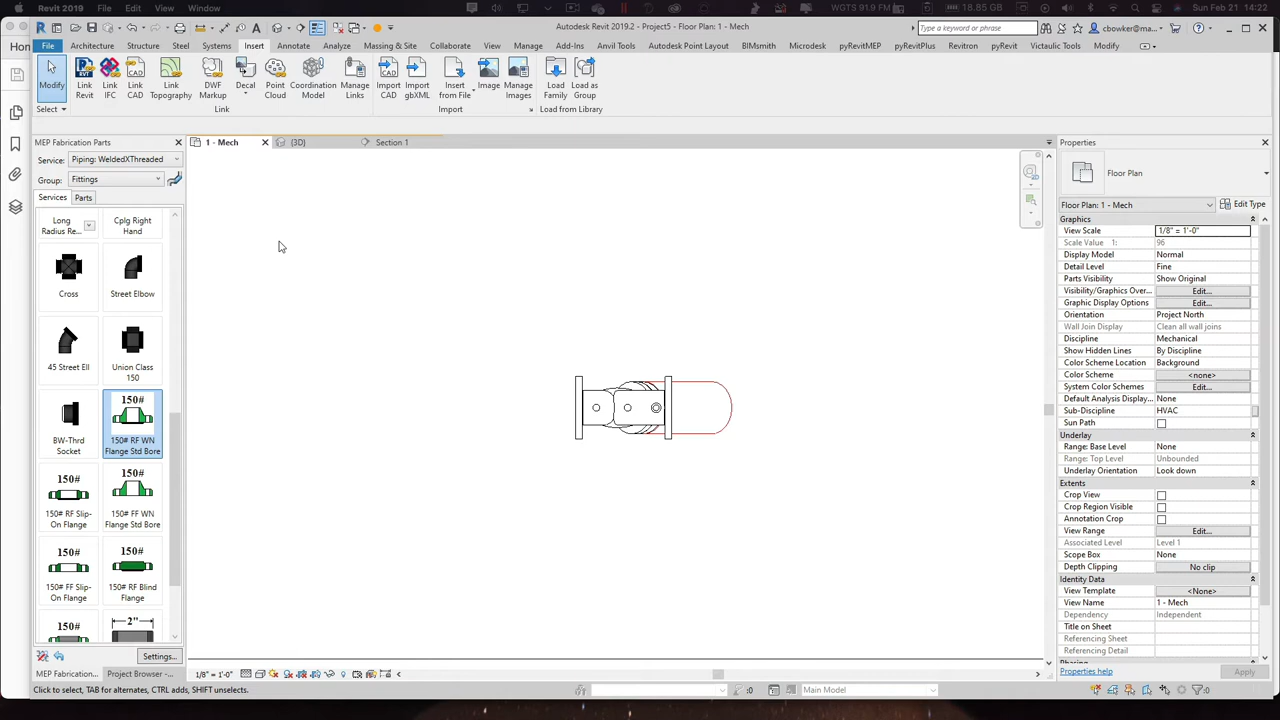 Revit 2019 File Edit View Window WGTS 91.9 FM 18.85 GB Sun Feb 21 14:22
Hon Autodesk Revit 2019.2 - Project5 - Floor Plan: 1 - Mech Type a keyword or phrase cbowker@ma...
File Architecture Structure Steel Systems Insert Annotate Analyze Massing & Site Collaborate View Manage Add-Ins Anvil Tools Autodesk Point Layout BIMsmith Microdesk pyRevitMEP pyRevitPlus Revitron pyRevit Victaulic Tools Modify
Modify Link Revit Link IFC Link CAD Link Topography DWF Markup Decal Point Cloud Coordination Model Manage Links Import CAD Import gbXML Insert from File Image Manage Images Load Family Load as Group
Select Link Import Load from Library
MEP Fabrication Parts
1 - Mech (3D) Section 1
Properties
Service: Piping: WeldedXThreaded
Group: Fittings
Services Parts
Long Radius Re...
Cplg Right Hand
Cross
Street Elbow
45 Street Ell
Union Class 150
BW-Thrd Socket
150#
150# RF WN Flange Std Bore
150#
150# RF Slip-On Flange
150#
150# FF WN Flange Std Bore
150#
150# FF Slip-On Flange
150#
150# RF Blind Flange
150#
2"
Settings...
MEP Fabrication... Project Browser -...
Floor Plan
Floor Plan: 1 - Mech Edit Type
Graphics
View Scale 1/8" = 1'-0"
Scale Value 1: 96
Display Model Normal
Detail Level Fine
Parts Visibility Show Original
Visibility/Graphics Over... Edit...
Graphic Display Options Edit...
Orientation Project North
Wall Join Display Clean all wall joins
Discipline Mechanical
Show Hidden Lines By Discipline
Color Scheme Location Background
Color Scheme <none>
System Color Schemes Edit...
Default Analysis Display... None
Sub-Discipline HVAC
Sun Path
Underlay
Range: Base Level None
Range: Top Level Unbounded
Underlay Orientation Look down
Extents
Crop View
Crop Region Visible
Annotation Crop
View Range Edit...
Associated Level Level 1
Scope Box None
Depth Clipping No clip
Identity Data
View Template <None>
View Name 1 - Mech
Dependency Independent
Title on Sheet
Referencing Sheet
Referencing Detail
Properties help Apply
1/8" = 1'-0"
Click to select, TAB for alternates, CTRL adds, SHIFT unselects. :0 Main Model :0